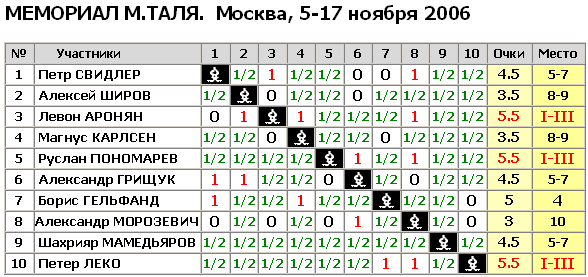 МЕМОРИАЛ М.ТАЛЯ. Москва, 5-17 ноября 2006
№ Участники 1 2 3 4 5 6 7 8 9 10 Очки Место
1 Петр СВИДЛЕР 1/2 1 1/2 1/2 0 0 1 1/2 1/2 4.5 5-7
2 Алексей ШИРОВ 1/2 0 1/2 1/2 0 1/2 1/2 1/2 1/2 3.5 8-9
3 Левон АРОНЯН 0 1 1 1/2 1/2 1/2 1 1/2 1/2 5.5 I-III
4 Магнус КАРЛСЕН 1/2 1/2 0 1/2 1/2 0 1/2 1/2 1/2 3.5 8-9
5 Руслан ПОНОМАРЕВ 1/2 1/2 1/2 1/2 1 1/2 1 1/2 1/2 5.5 I-III
6 Александр ГРИЩУК 1 1 1/2 1/2 0 1/2 0 1/2 1/2 4.5 5-7
7 Борис ГЕЛЬФАНД 1 1/2 1/2 1 1/2 1/2 1/2 1/2 0 5 4
8 Александр МОРОЗЕВИЧ 0 1/2 0 1/2 0 1 1/2 1/2 0 3 10
9 Шахрияр МАМЕДЬЯРОВ 1/2 1/2 1/2 1/2 1/2 1/2 1/2 1/2 1/2 4.5 5-7
10 Петер ЛЕКО 1/2 1/2 1/2 1/2 1/2 1/2 1 1 1/2 5.5 I-III